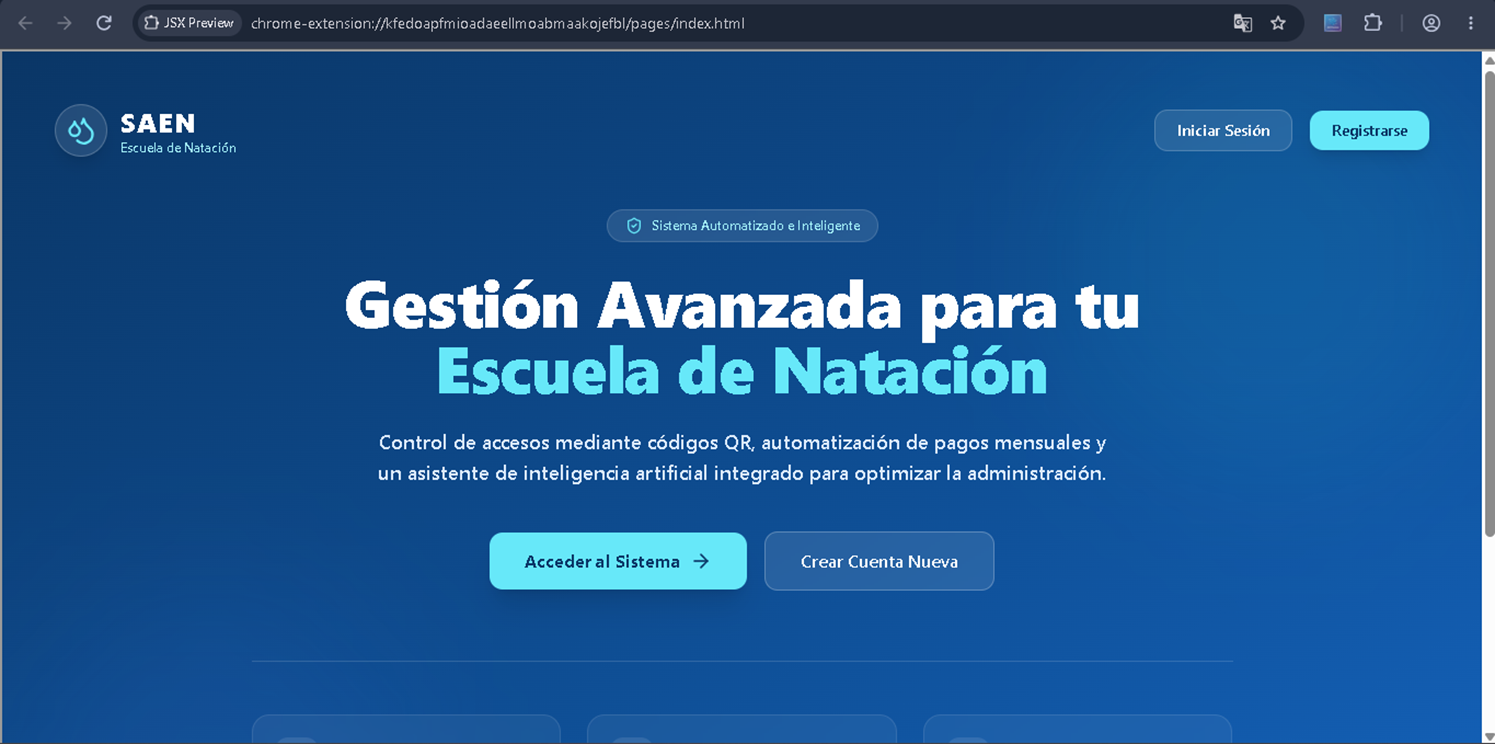 JSX Preview
chrome-extension://kfedoapfmioadaeellmoabmaakojefbl/pages/index.html
SAEN
Escuela de Natación
Iniciar Sesión
Registrarse
Sistema Automatizado e Inteligente
Gestión Avanzada para tu
Escuela de Natación
Control de accesos mediante códigos QR, automatización de pagos mensuales y
un asistente de inteligencia artificial integrado para optimizar la administración.
Acceder al Sistema →
Crear Cuenta Nueva